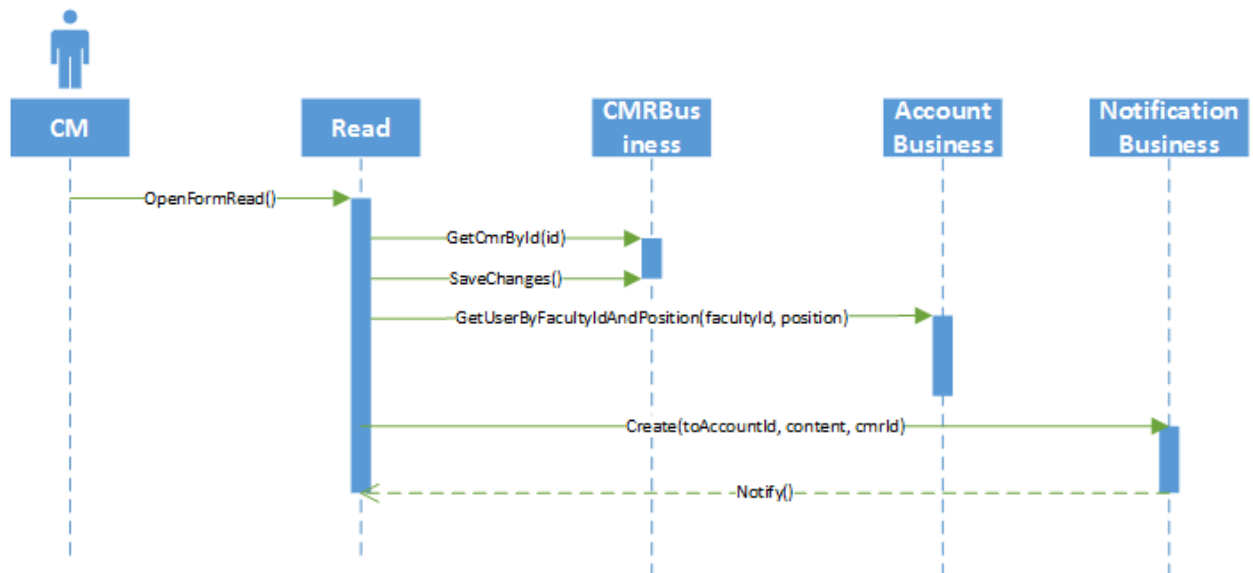 CM
Read
CMRBus
iness
Account
Business
Notification
Business
OpenFormRead()
GetCmrById(id)
SaveChanges()
GetUserByFacultyIdAndPosition(facultyId, position)
Create(toAccountId, content, cmrId)
Notify()